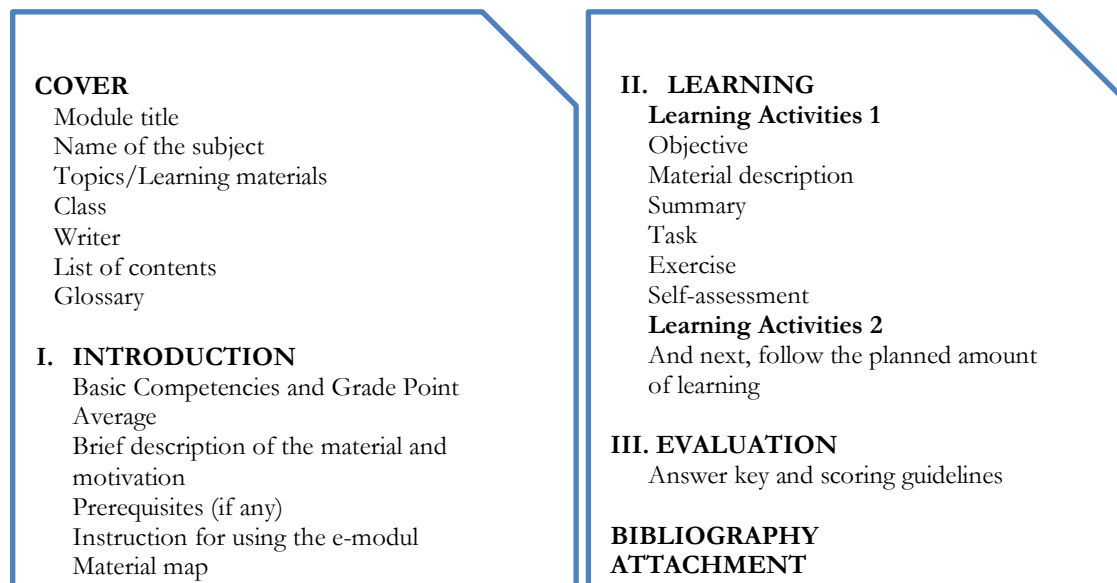 COVER
Module title
Name of the subject
Topics/Learning materials
Class
Writer
List of contents
Glossary
I. INTRODUCTION
Basic Competencies and Grade Point
Average
Brief description of the material and
motivation
Prerequisites (if any)
Instruction for using the e-modul
Material map
II. LEARNING
Learning Activities 1
Objective
Material description
Summary
Task
Exercise
Self-assessment
Learning Activities 2
And next, follow the planned amount
of learning
III. EVALUATION
Answer key and scoring guidelines
BIBLIOGRAPHY
ATTACHMENT